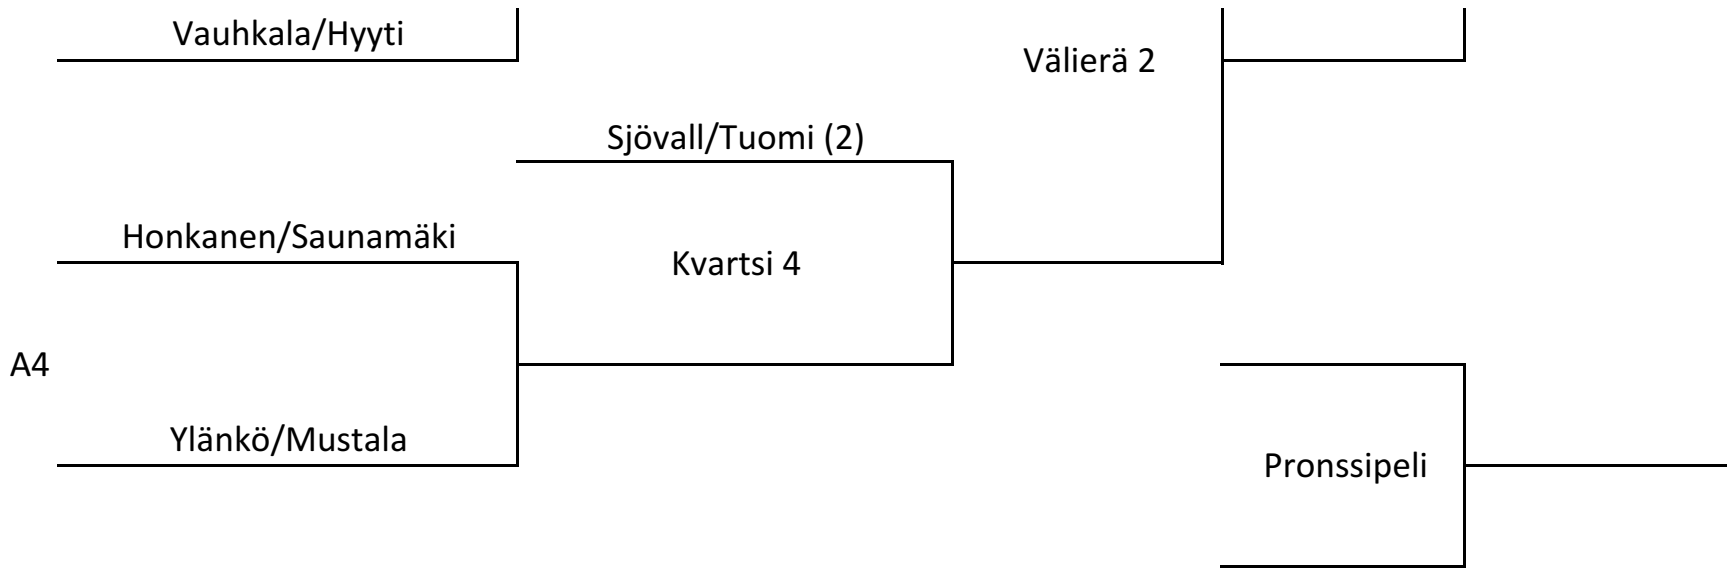 Vauhkala/Hyyti
Välierä 2
Sjövall/Tuomi (2)
Honkanen/Saunamäki
Kvartsi 4
A4
Ylänkö/Mustala
Pronssipeli